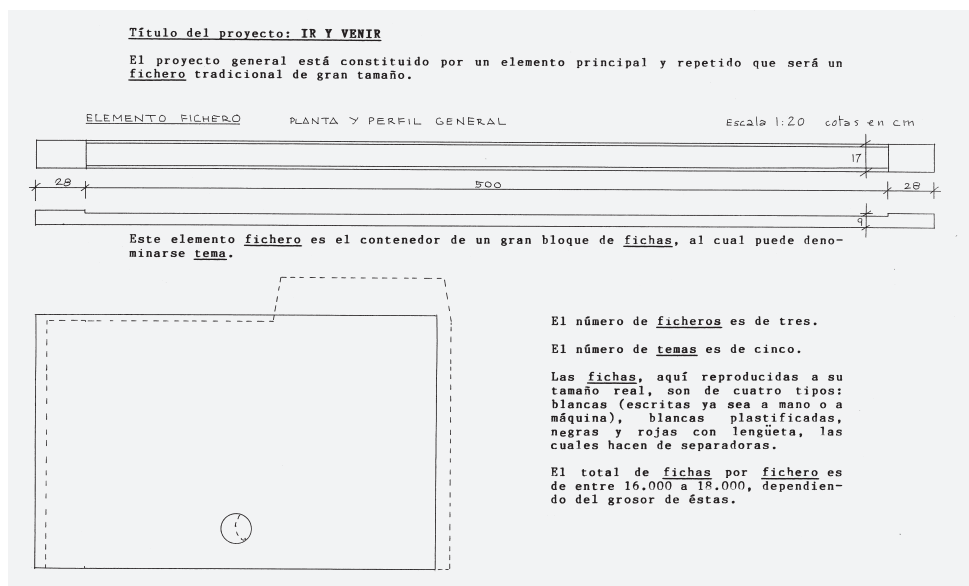 Título del proyecto: IR Y VENIR
El proyecto general está constituido por un elemento principal y repetido que será un
fichero tradicional de gran tamaño.
ELEMENTO FICHERO PLANTA Y PERFIL GENERAL Escala 1:20 cotas en cm
17
28 500 28
9
Este elemento fichero es el contenedor de un gran bloque de fichas, al cual puede deno-
minarse tema.
El número de ficheros es de tres.
El número de temas es de cinco.
Las fichas, aquí reproducidas a su
tamaño real, son de cuatro tipos:
blancas (escritas ya sea a mano o a
máquina), blancas plastificadas,
negras y rojas con lengüeta, las
cuales hacen de separadoras.
El total de fichas por fichero es
de entre 16.000 a 18.000, dependien-
do del grosor de éstas.